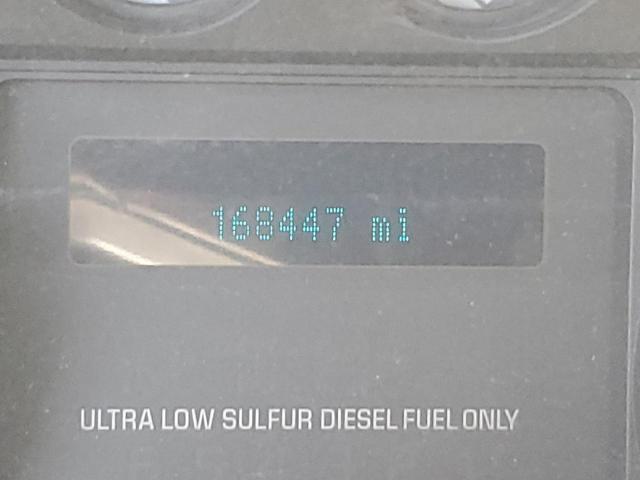 168447 mi
ULTRA LOW SULFUR DIESEL FUEL ONLY